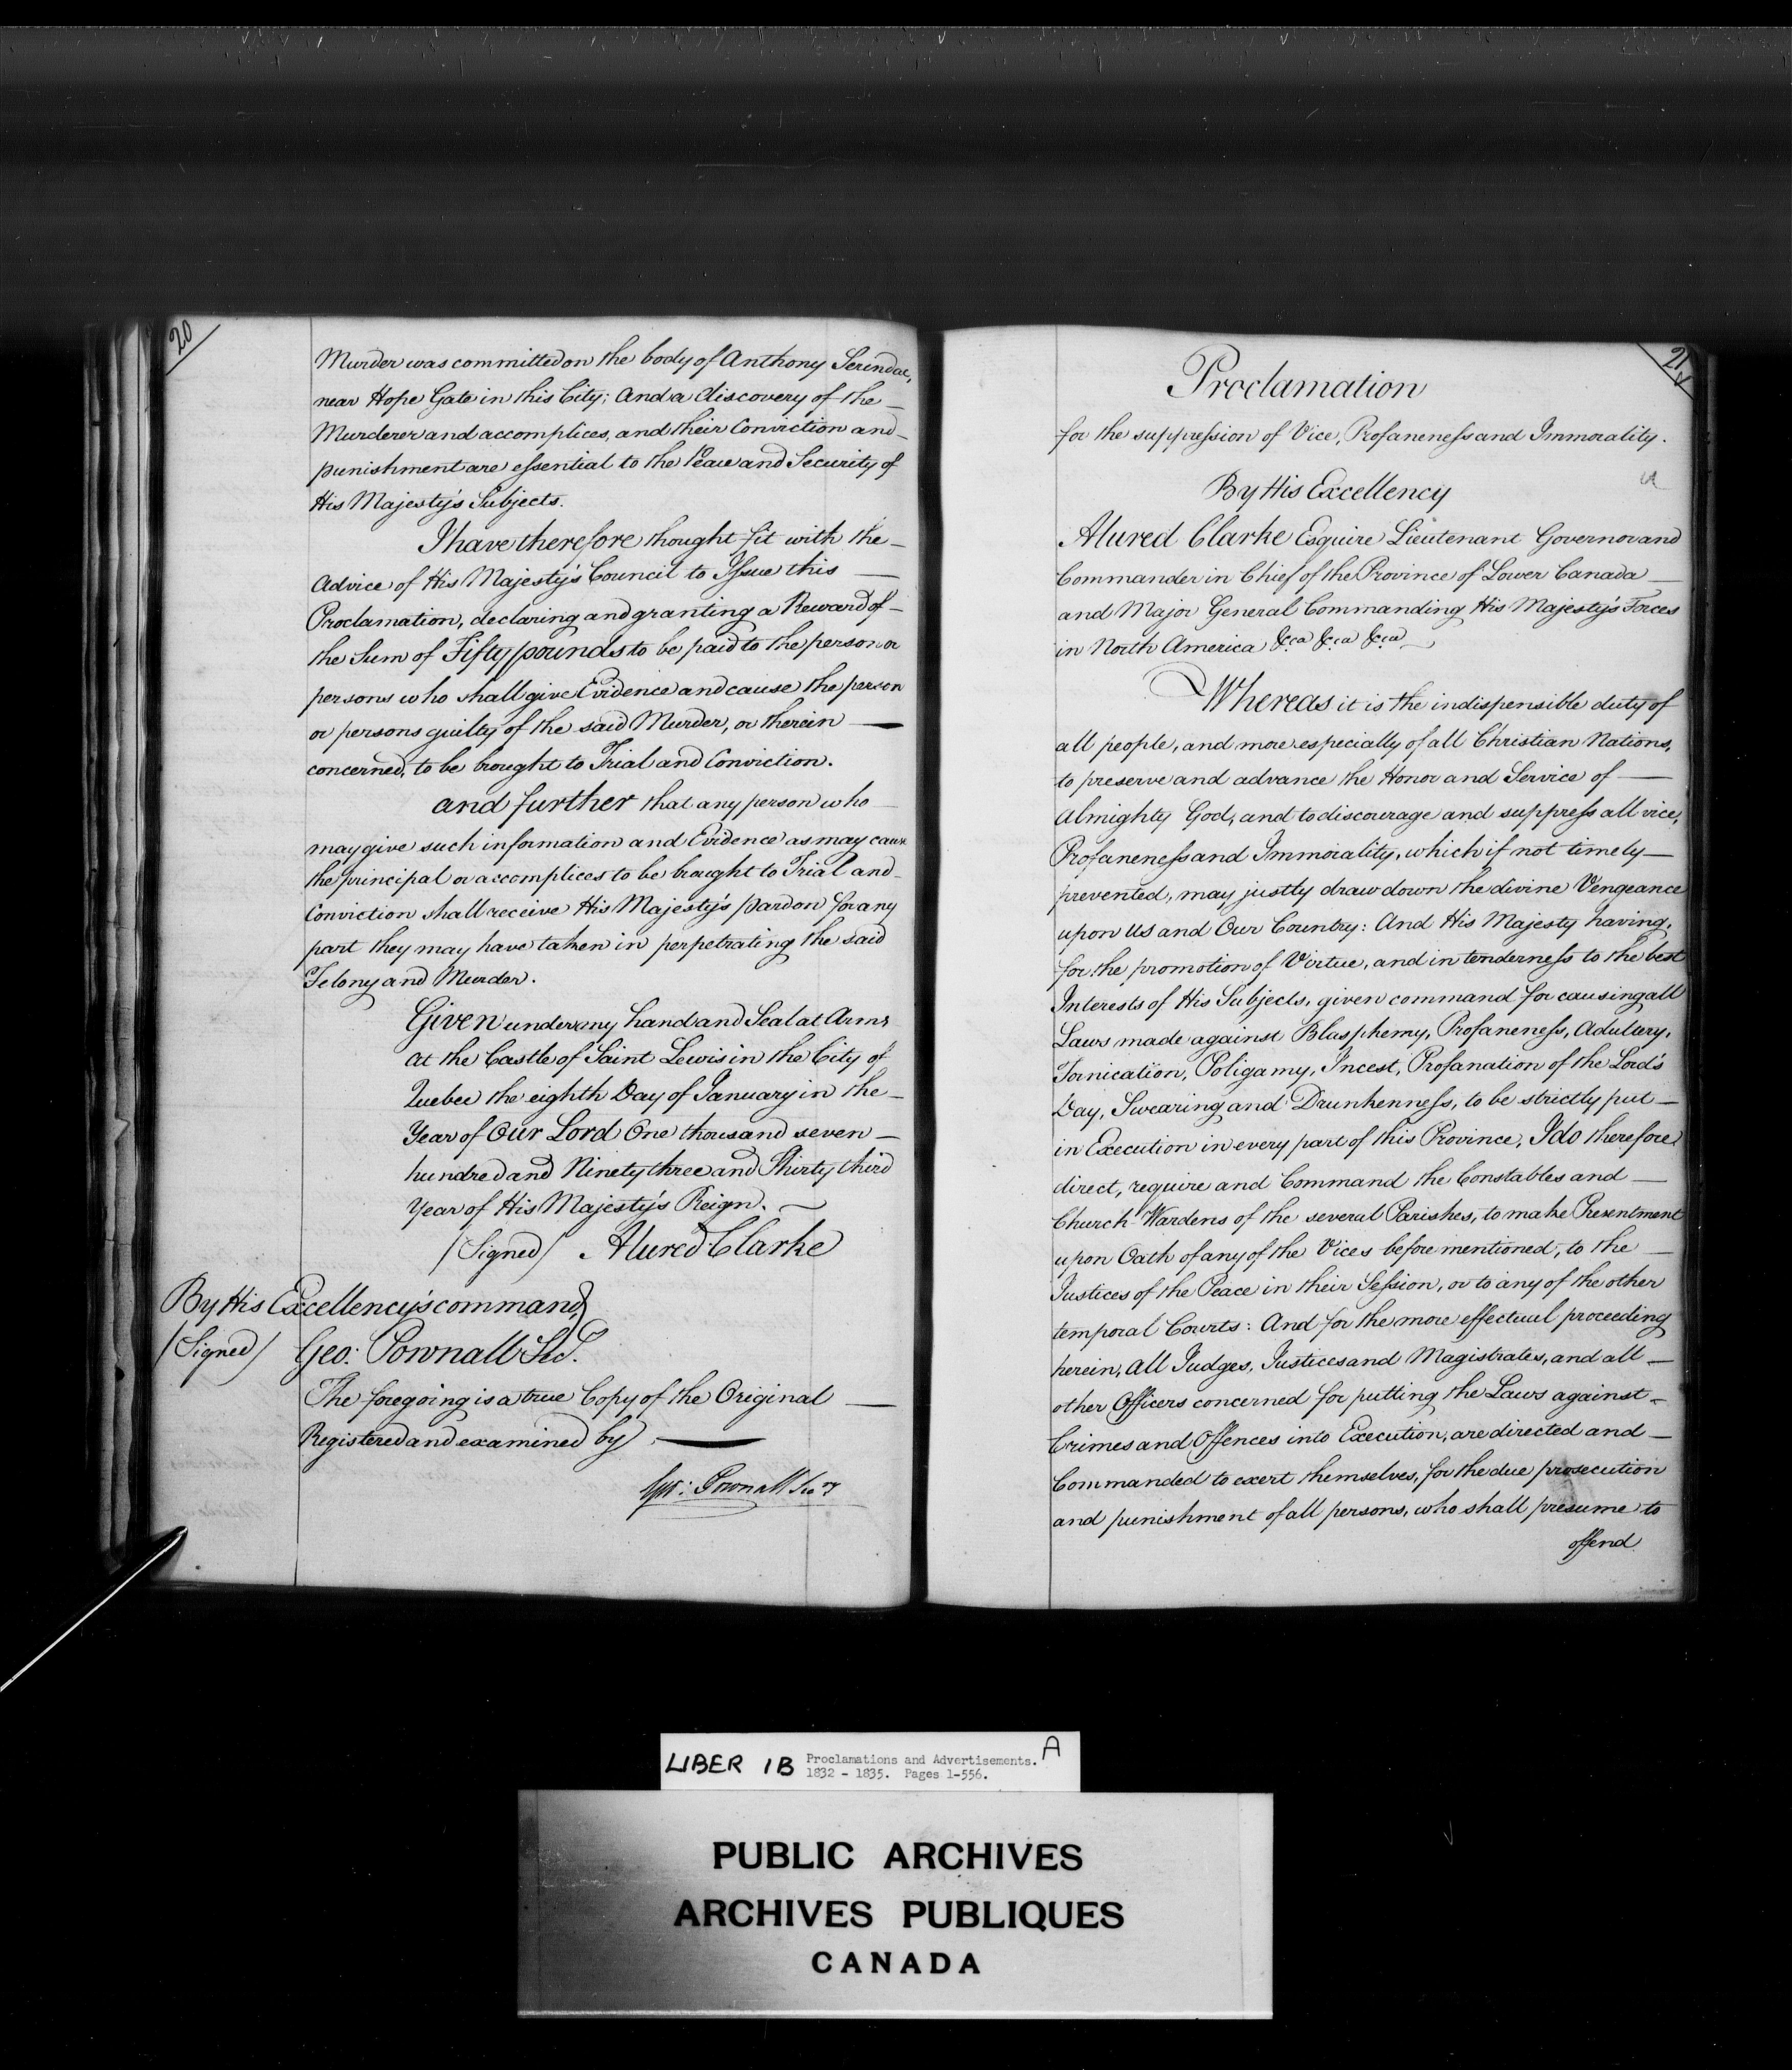 20
Murder was committed on the body of Anthony Serindac,
near Hope Gate in this City; And a discovery of the
Murderer and accomplices, and their Conviction and
punishment are essential to the Peace and Security of
His Majesty's Subjects.
I have therefore thought fit with the
Advice of His Majesty's Council to Issue this
Proclamation, declaring and granting a Reward of
the Sum of Fifty pounds to be paid to the person or
persons who shall give Evidence and cause the person
or persons guilty of the said Murder, or therein
concerned, to be brought to Trial and Conviction.
And further that any person who
may give such information and Evidence as may cause
the principal or accomplices to be brought to Trial and
Conviction shall receive His Majesty's pardon for any
part they may have taken in perpetrating the said
Felony and Murder.
Given under my hand and Seal at Arms
at the Castle of Saint Lewis in the City of
Quebec the eighth Day of January in the
Year of Our Lord One thousand seven
hundred and Ninety three and Thirty third
Year of His Majesty's Reign.
(Signed) Alured Clarke
By His Excellency's command,
(Signed) Geo: Pownall Sec.
The foregoing is a true Copy of the Original
Registered and examined by
Geo: Pownall Secy
21
Proclamation
for the suppression of Vice, Profaneness and Immorality.
By His Excellency
Alured Clarke Esquire Lieutenant Governor and
Commander in Chief of the Province of Lower Canada
and Major General Commanding His Majesty's Forces
in North America &ca &ca &ca
Whereas it is the indispensible duty of
all people, and more especially of all Christian Nations,
to preserve and advance the Honor and Service of
Almighty God, and to discourage and suppress all vice,
Profaneness and Immorality, which if not timely
prevented, may justly draw down the divine Vengeance
upon Us and Our Country: And His Majesty having,
for the promotion of Virtue, and in tenderness to the best
Interests of His Subjects, given command for causing all
Laws made against Blasphemy, Profaneness, Adultery,
Fornication, Poligamy, Incest, Profanation of the Lord's
Day, Swearing and Drunkenness, to be strictly put
in Execution in every part of this Province, I do therefore
direct, require and Command the Constables and
Church Wardens of the several Parishes, to make Presentment
upon Oath of any of the Vices before mentioned, to the
Justices of the Peace in their Session, or to any of the other
temporal Courts: And for the more effectual proceeding
herein, All Judges, Justices and Magistrates, and all
other Officers concerned for putting the Laws against
Crimes and Offences into Execution, are directed and
Commanded to exert themselves, for the due prosecution
and punishment of all persons, who shall presume to
offend
LIBER 1B Proclamations and Advertisements. A
1832 - 1835. Pages 1-556.
PUBLIC ARCHIVES
ARCHIVES PUBLIQUES
CANADA